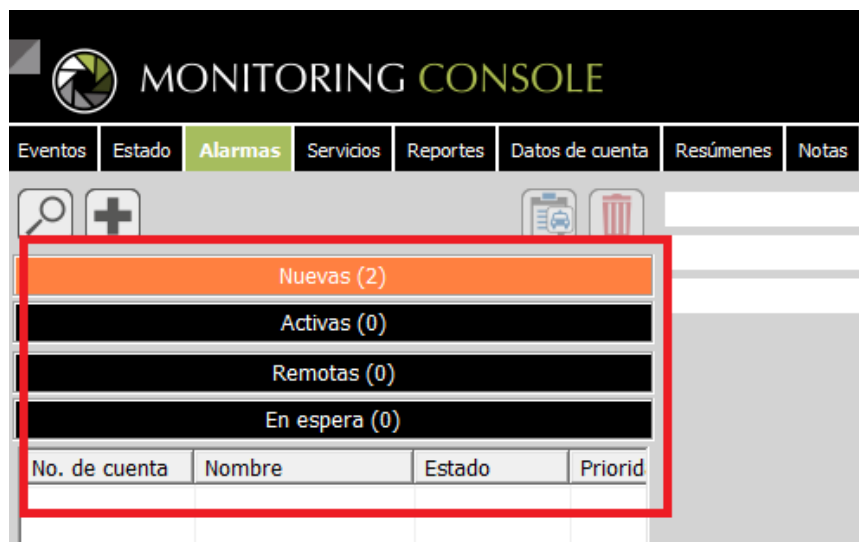 MONITORING CONSOLE
Eventos Estado Alarmas Servicios Reportes Datos de cuenta Resúmenes Notas
Nuevas (2)
Activas (0)
Remotas (0)
En espera (0)
No. de cuenta Nombre Estado Priorid